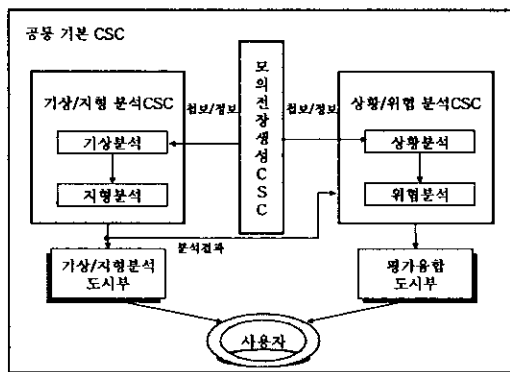 공통 기본 CSC
기상/지형 분석CSC
첩보/정보
모의전장생성CSC
첩보/정보
상황/위협 분석CSC
기상분석
상황분석
지형분석
위협분석
분석결과
기상/지형분석
도시부
평가융합
도시부
사용자